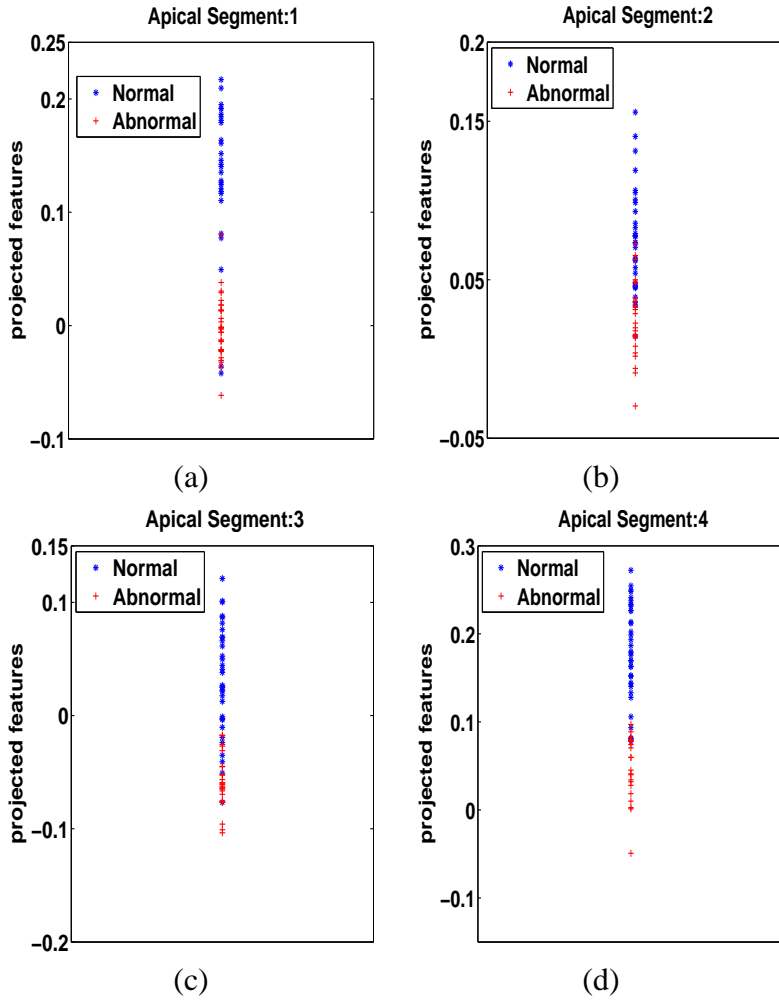 Apical Segment:1
0.25
0.2
0.1
0
−0.1
projected features
Normal
Abnormal
(a)
Apical Segment:2
0.2
0.15
0.05
−0.05
projected features
Normal
Abnormal
(b)
Apical Segment:3
0.15
0.1
0
−0.1
−0.2
projected features
Normal
Abnormal
(c)
Apical Segment:4
0.3
0.2
0.1
0
−0.1
projected features
Normal
Abnormal
(d)